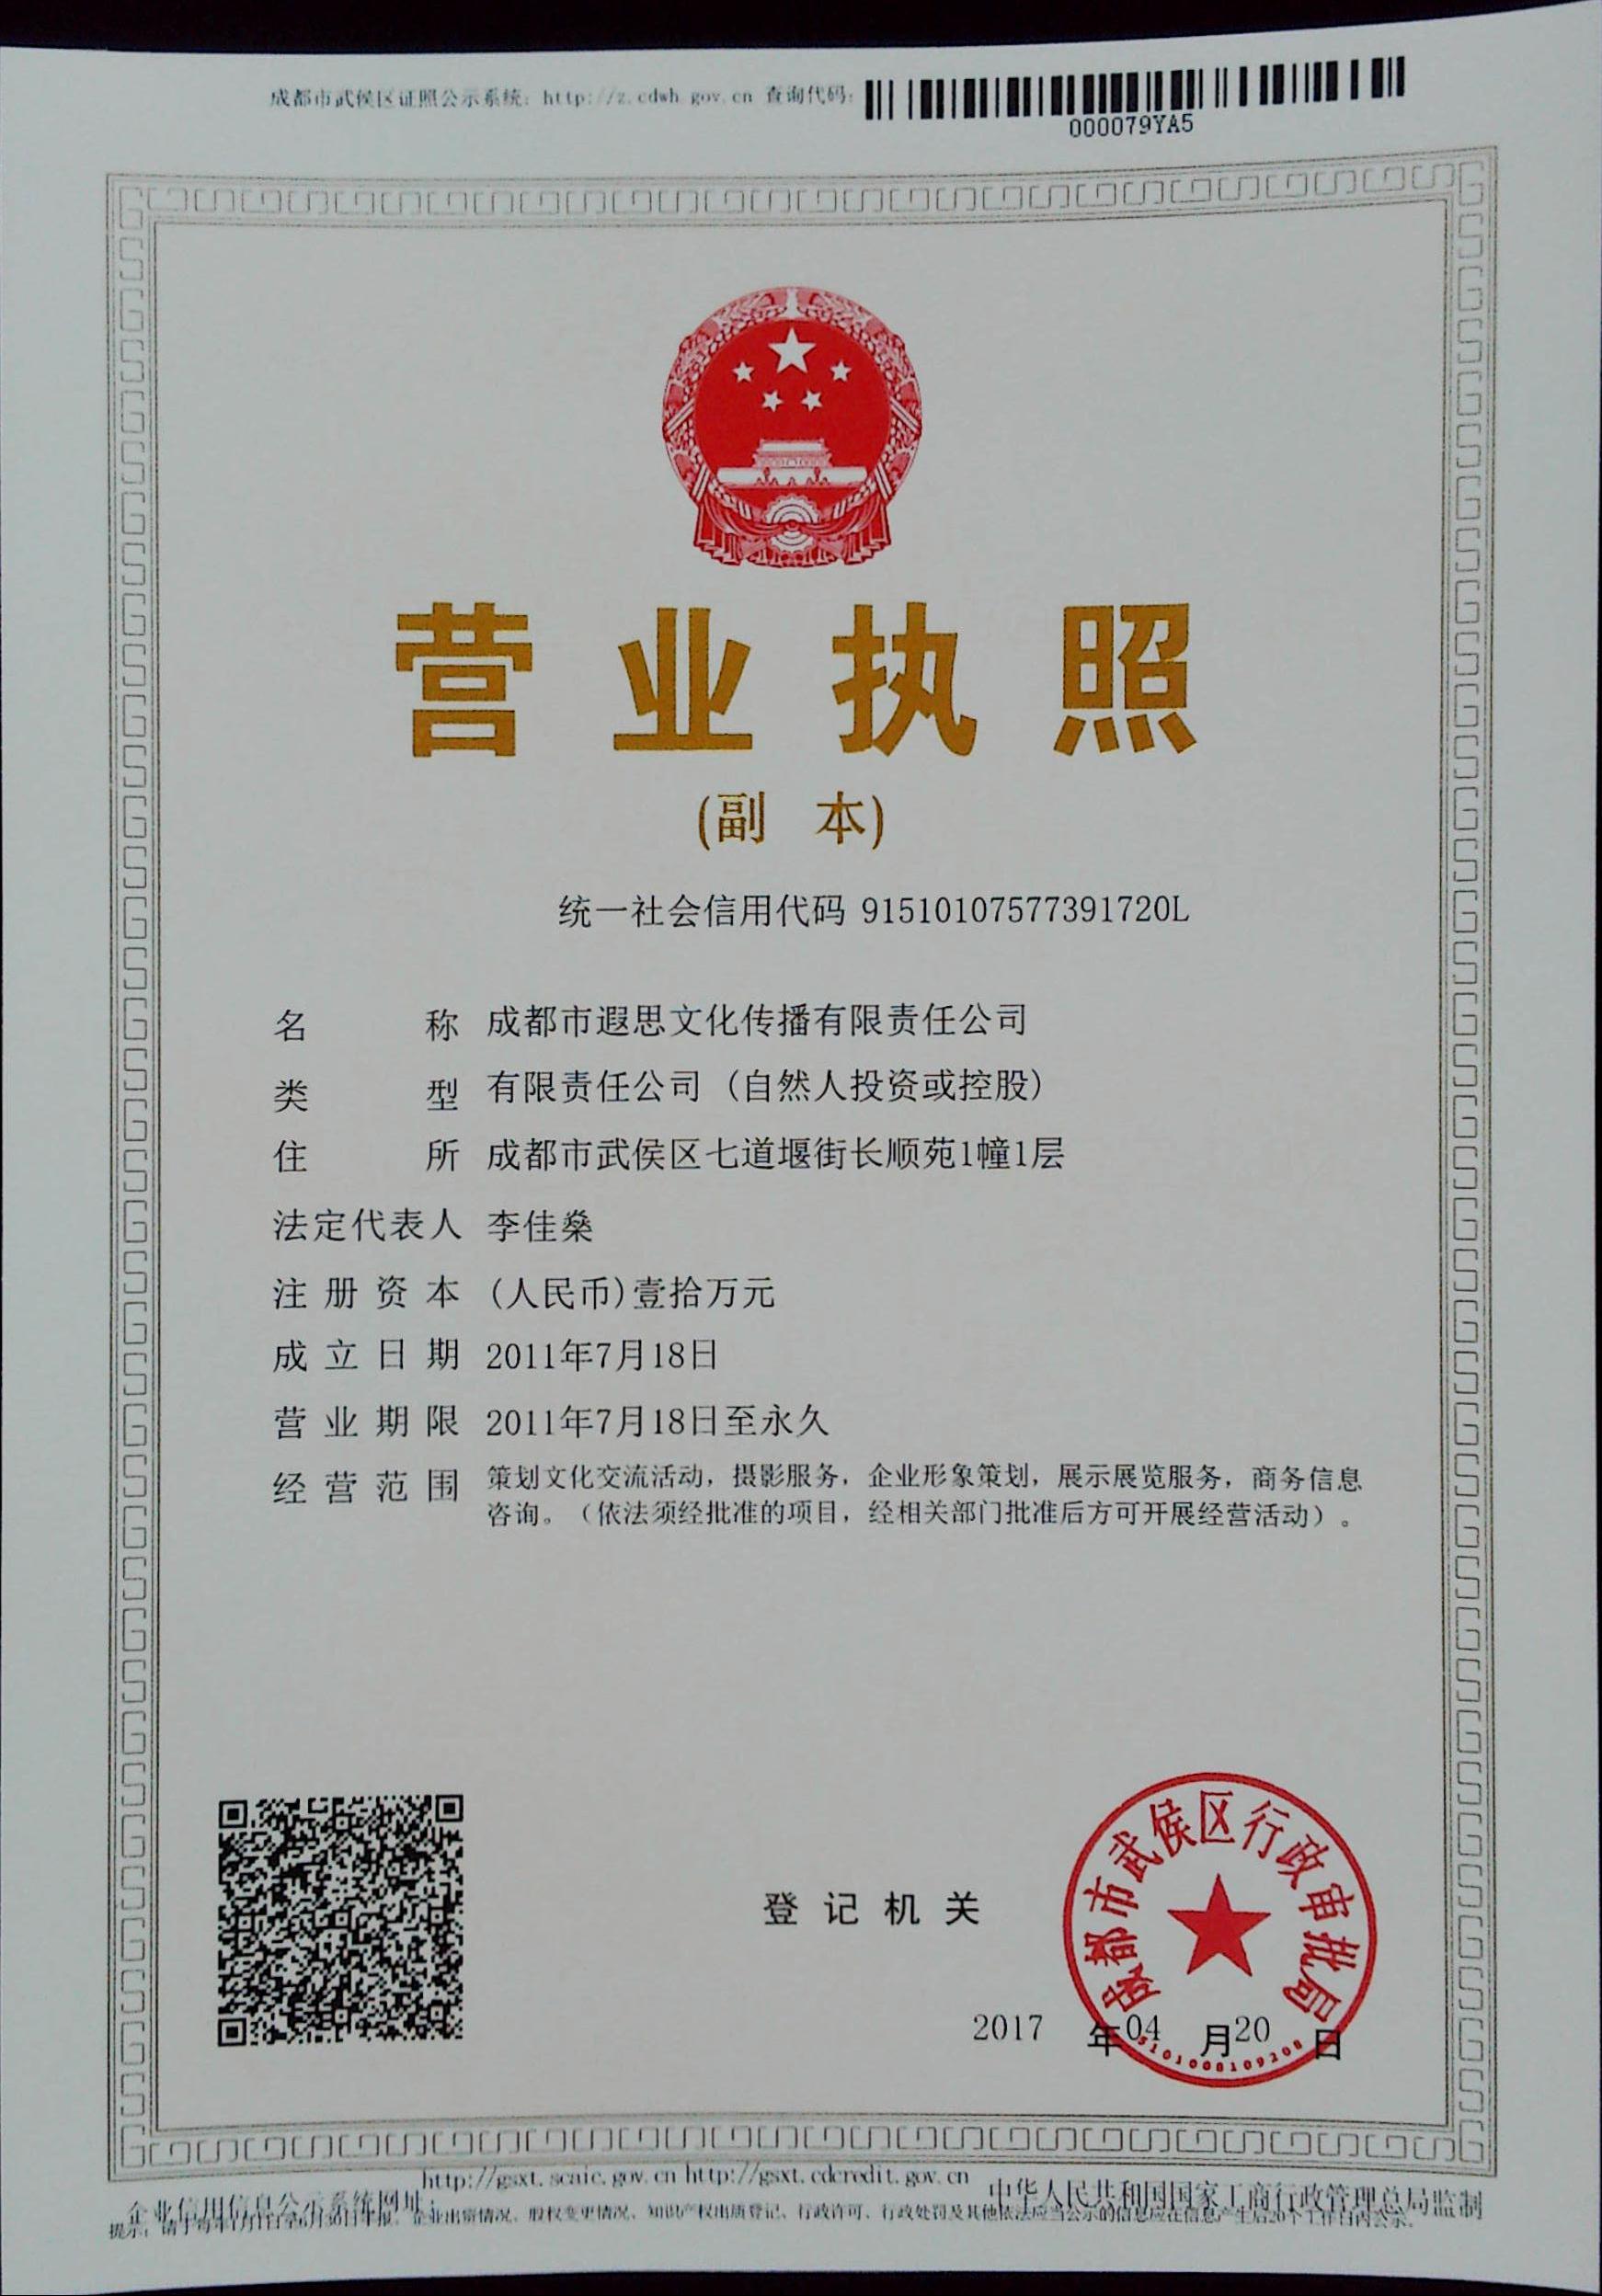 成都市武侯区证照公示系统: http://z.cdwh.gov.cn 查询代码:
000079YA5
营业执照
(副 本)
统一社会信用代码 91510107577391720L
名称 成都市遐思文化传播有限责任公司
类型 有限责任公司 (自然人投资或控股)
住所 成都市武侯区七道堰街长顺苑1幢1层
法定代表人 李佳燊
注册资本 (人民币)壹拾万元
成立日期 2011年7月18日
营业期限 2011年7月18日至永久
经营范围 策划文化交流活动，摄影服务，企业形象策划，展示展览服务，商务信息
咨询。（依法须经批准的项目，经相关部门批准后方可开展经营活动）。
成都市武侯区行政审批局
登记机关
2017 年 04 月 20 日
5101008109208
http://gsxt.scaic.gov.cn http://gsxt.cdcredit.gov.cn
企业信用信息公示系统网址:
中华人民共和国国家工商行政管理总局监制
企业出资情况、股权变更情况、知识产权出质登记、行政许可、行政处罚及其他依法应当公示的信息应在信息产生后20个工作日内公示。